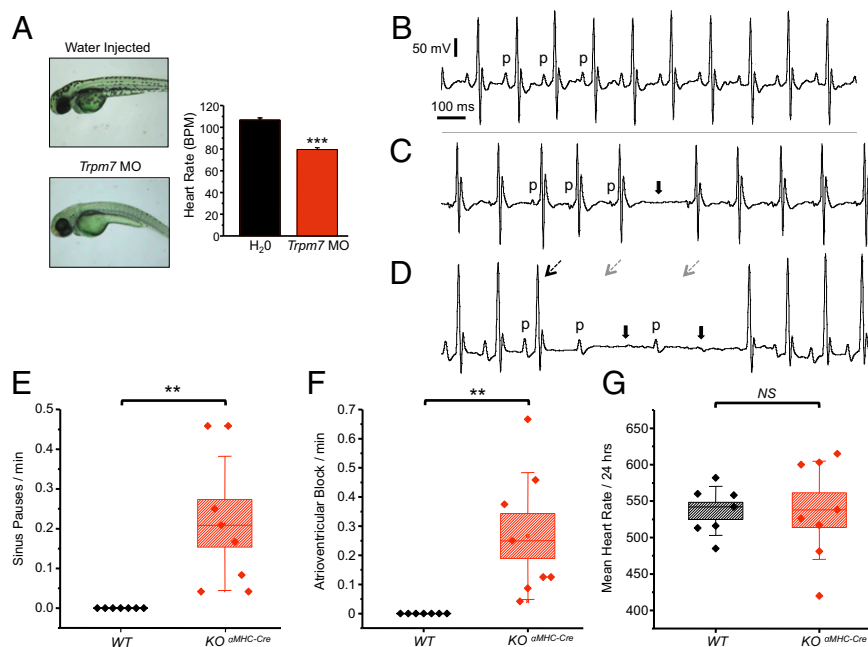 A
Water Injected
Trpm7 MO
Heart Rate (BPM)
120
100
80
60
40
20
0
***
H20
Trpm7 MO
B
50 mV
100 ms
p p p
C
p p p
D
p p p
E
**
Sinus Pauses / min
0.5
0.4
0.3
0.2
0.1
0.0
WT
KO αMHC-Cre
F
**
Atrioventricular Block / min
0.7
0.6
0.5
0.4
0.3
0.2
0.1
0
WT
KO αMHC-Cre
G
NS
Mean Heart Rate / 24 hrs
650
600
550
500
450
400
WT
KO αMHC-Cre